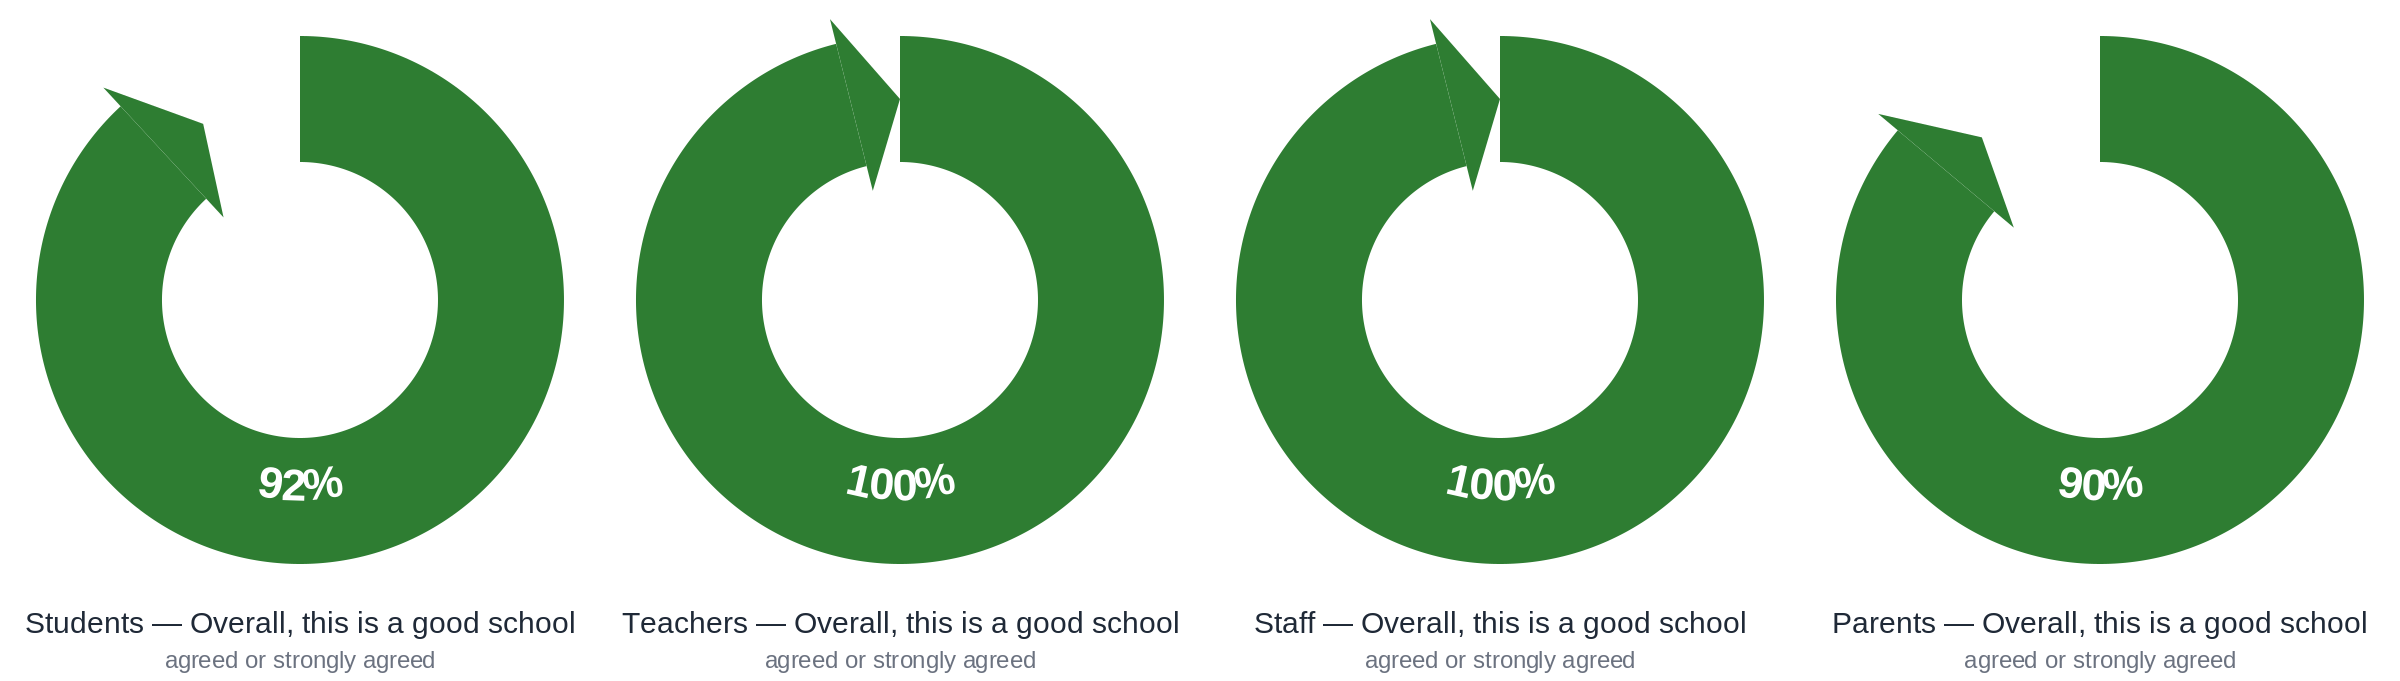 92%
100%
100%
90%
Students — Overall, this is a good school
agreed or strongly agreed
Teachers — Overall, this is a good school
agreed or strongly agreed
Staff — Overall, this is a good school
agreed or strongly agreed
Parents — Overall, this is a good school
agreed or strongly agreed